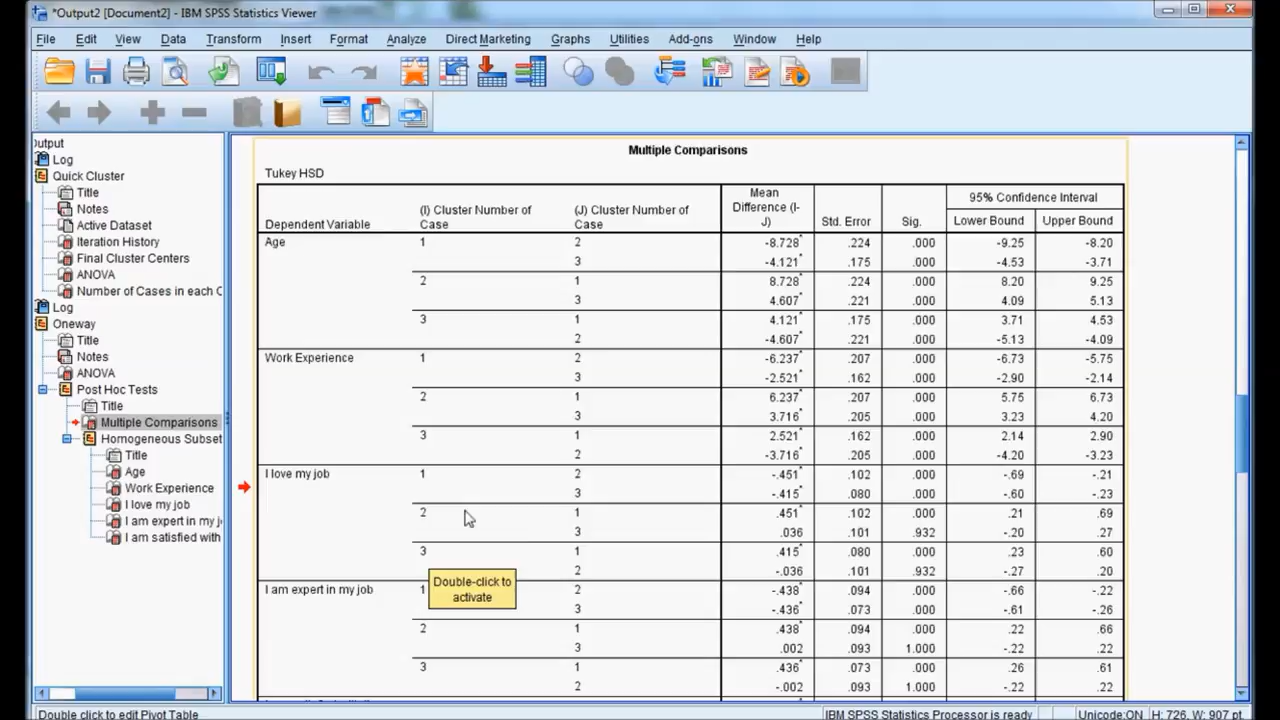 *Output2 [Document2] - IBM SPSS Statistics Viewer
File Edit View Data Transform Insert Format Analyze Direct Marketing Graphs Utilities Add-ons Window Help
Output
Log
Quick Cluster
Title
Notes
Active Dataset
Iteration History
Final Cluster Centers
ANOVA
Number of Cases in each C
Log
Oneway
Title
Notes
ANOVA
Post Hoc Tests
Title
Multiple Comparisons
Homogeneous Subset
Title
Age
Work Experience
I love my job
I am expert in my j
I am satisfied with
Multiple Comparisons
Tukey HSD
Dependent Variable (I) Cluster Number of Case (J) Cluster Number of Case Mean Difference (I-J) Std. Error Sig. 95% Confidence Interval
Lower Bound Upper Bound
Age 1 2 -8.728* .224 .000 -9.25 -8.20
3 -4.121* .175 .000 -4.53 -3.71
2 1 8.728* .224 .000 8.20 9.25
3 4.607* .221 .000 4.09 5.13
3 1 4.121* .175 .000 3.71 4.53
2 -4.607* .221 .000 -5.13 -4.09
Work Experience 1 2 -6.237* .207 .000 -6.73 -5.75
3 -2.521* .162 .000 -2.90 -2.14
2 1 6.237* .207 .000 5.75 6.73
3 3.716* .205 .000 3.23 4.20
3 1 2.521* .162 .000 2.14 2.90
2 -3.716* .205 .000 -4.20 -3.23
I love my job 1 2 -.451* .102 .000 -.69 -.21
3 -.415* .080 .000 -.60 -.23
2 1 .451* .102 .000 .21 .69
3 .036 .101 .932 -.20 .27
3 1 .415* .080 .000 .23 .60
2 -.036 .101 .932 -.27 .20
I am expert in my job 1 2 -.438* .094 .000 -.66 -.22
3 -.436* .073 .000 -.61 -.26
2 1 .438* .094 .000 .22 .66
3 .002 .093 1.000 -.22 .22
3 1 .436* .073 .000 .26 .61
2 -.002 .093 1.000 -.22 .22
Double-click to
activate
Double click to edit Pivot Table IBM SPSS Statistics Processor is ready Unicode:ON H: 726, W: 907 pt.